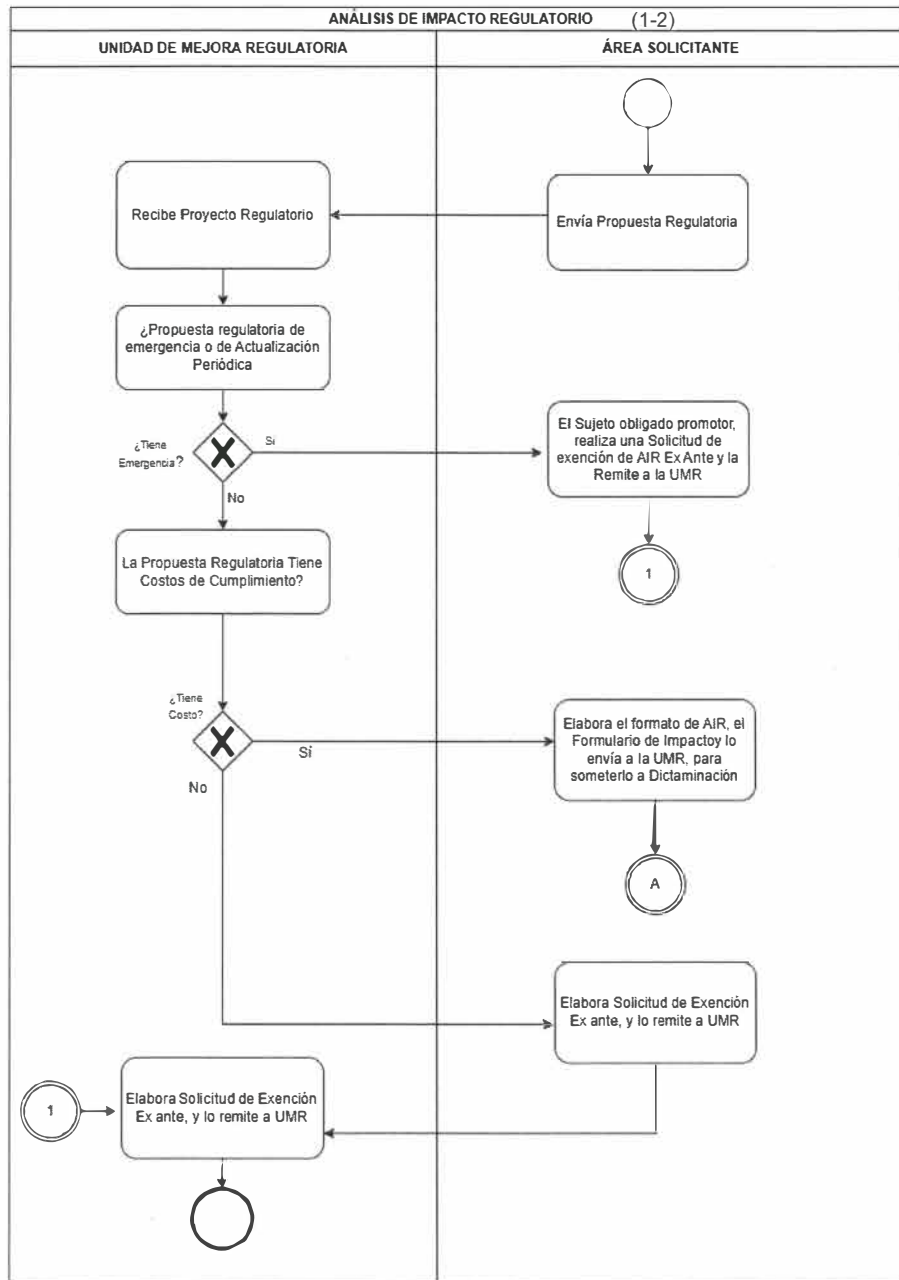 ANÁLISIS DE IMPACTO REGULATORIO (1-2)
UNIDAD DE MEJORA REGULATORIA
ÁREA SOLICITANTE
Envía Propuesta Regulatoria
Recibe Proyecto Regulatorio
¿Propuesta regulatoria de
emergencia o de Actualización
Periódica
¿Tiene
Emergencia?
Sí
No
El Sujeto obligado promotor,
realiza una Solicitud de
exención de AIR Ex Ante y la
Remite a la UMR
1
La Propuesta Regulatoria Tiene
Costos de Cumplimiento?
¿Tiene
Costo?
Sí
No
Elabora el formato de AIR, el
Formulario de Impactoy lo
envía a la UMR, para
someterlo a Dictaminación
A
Elabora Solicitud de Exención
Ex ante, y lo remite a UMR
1
Elabora Solicitud de Exención
Ex ante, y lo remite a UMR